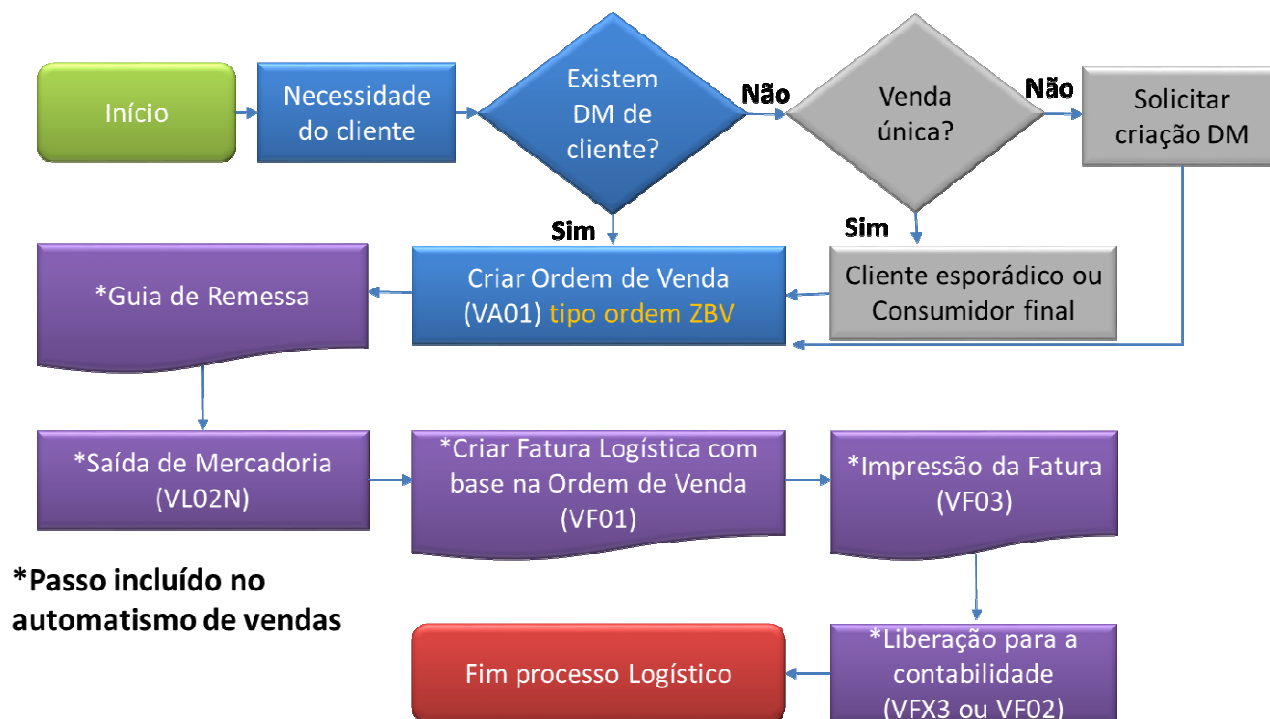 Início
Necessidade
do cliente
Existem
DM de
cliente?
Não
Venda
única?
Não
Solicitar
criação DM
Sim
Sim
*Guia de Remessa
Criar Ordem de Venda
(VA01) tipo ordem ZBV
Cliente esporádico ou
Consumidor final
*Saída de Mercadoria
(VL02N)
*Criar Fatura Logística com
base na Ordem de Venda
(VF01)
*Impressão da Fatura
(VF03)
*Passo incluído no
automatismo de vendas
Fim processo Logístico
*Liberação para a
contabilidade
(VFX3 ou VF02)